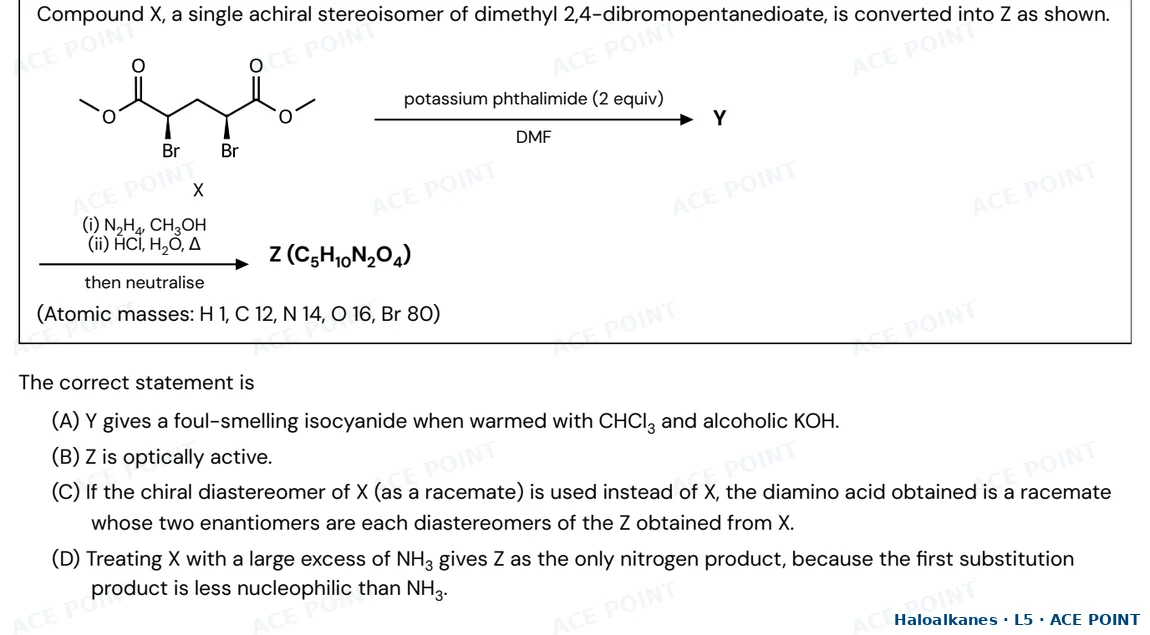 Compound X, a single achiral stereoisomer of dimethyl 2,4-dibromopentanedioate, is converted into Z as shown.
O O
potassium phthalimide (2 equiv)
O O
Y
DMF
Br Br
X
(i) N₂H₄, CH₃OH
(ii) HCl, H₂O, Δ
Z (C₅H₁₀N₂O₄)
then neutralise
(Atomic masses: H 1, C 12, N 14, O 16, Br 80)
The correct statement is
(A) Y gives a foul-smelling isocyanide when warmed with CHCl₃ and alcoholic KOH.
(B) Z is optically active.
(C) If the chiral diastereomer of X (as a racemate) is used instead of X, the diamino acid obtained is a racemate
whose two enantiomers are each diastereomers of the Z obtained from X.
(D) Treating X with a large excess of NH₃ gives Z as the only nitrogen product, because the first substitution
product is less nucleophilic than NH₃.
Haloalkanes · L5 · ACE POINT